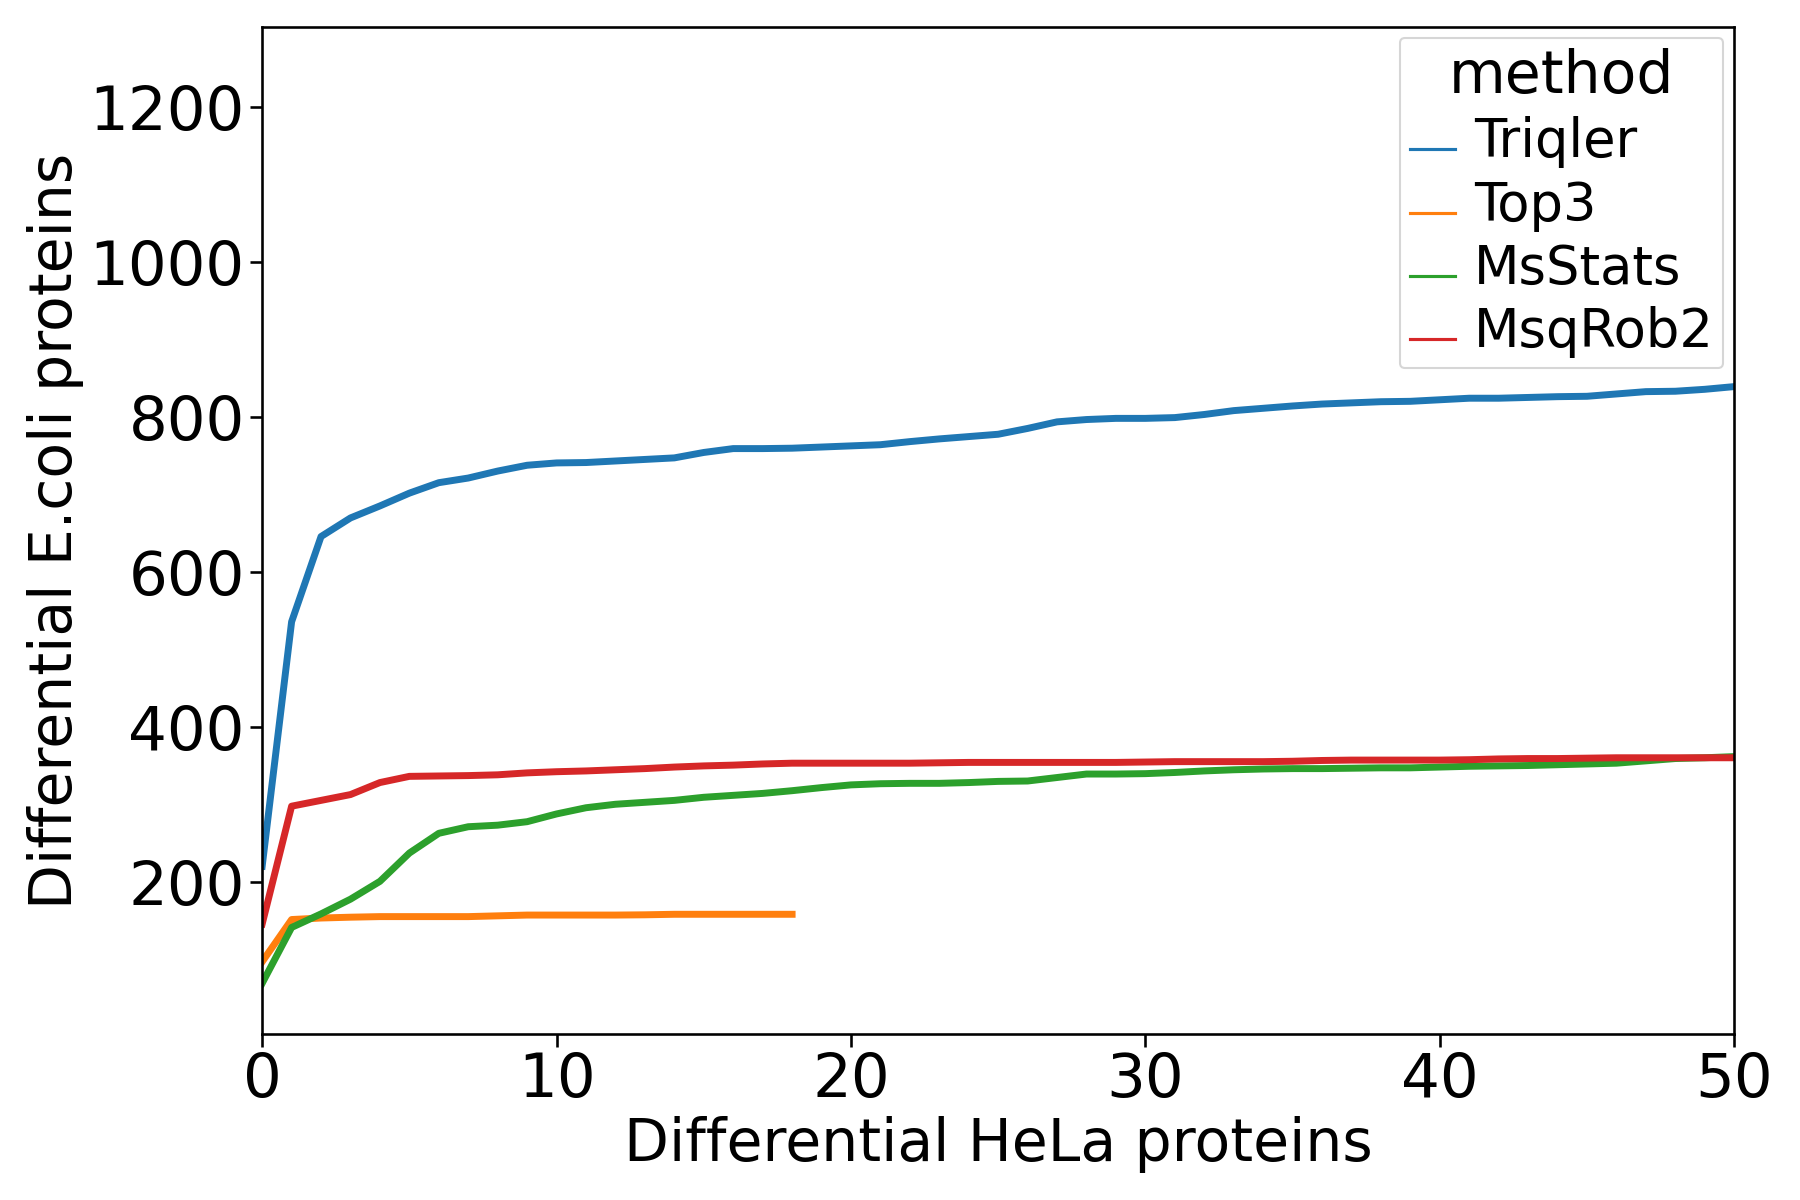 1200
1000
800
600
400
200
Differential E.coli proteins
method
Triqler
Top3
MsStats
MsqRob2
0 10 20 30 40 50
Differential HeLa proteins